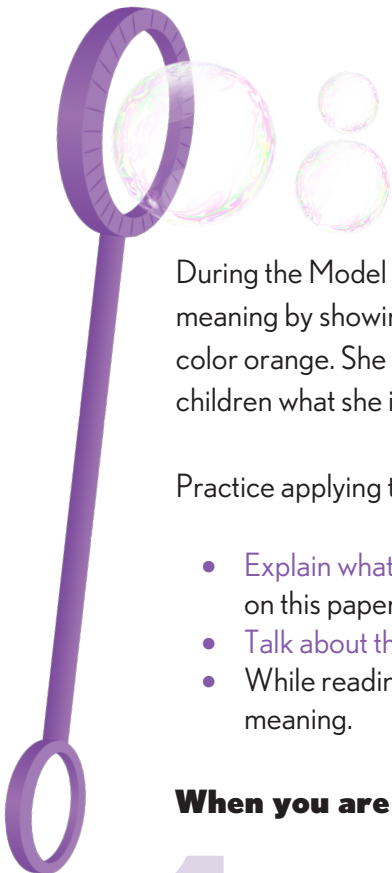 During the Model
meaning by showin
color orange. She
children what she i
Practice applying t
• Explain what
on this paper
• Talk about th
• While readin
meaning.
When you are